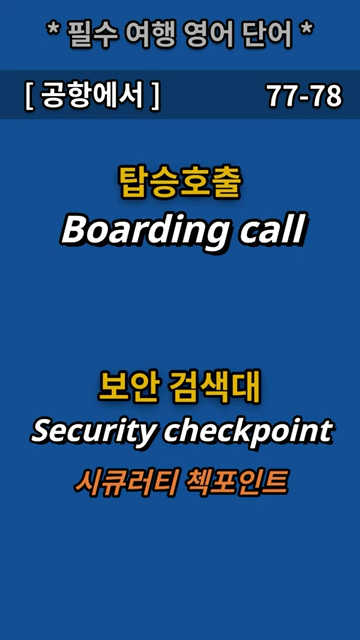 * 필수 여행 영어 단어 *
[ 공항에서 ] 77-78
탑승호출
Boarding call
보안 검색대
Security checkpoint
시큐러티 첵포인트